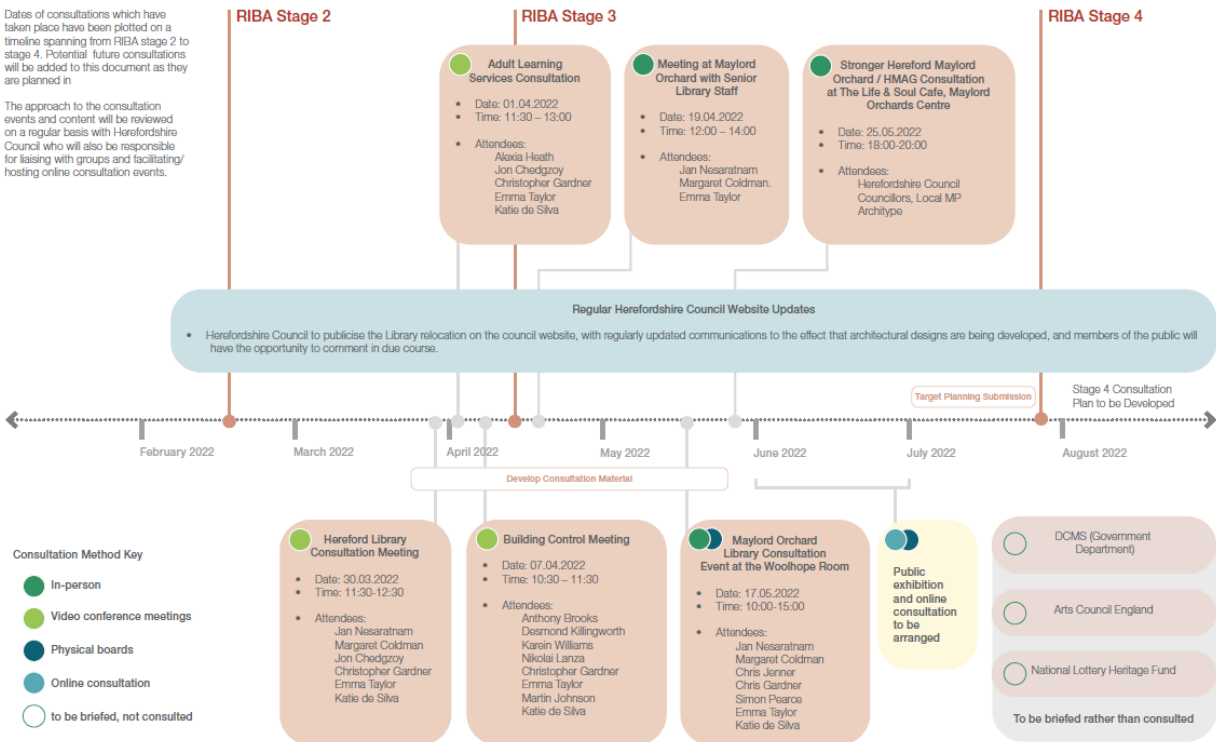 Dates of consultations which have
taken place have been plotted on a
timeline spanning from RIBA stage 2 to
stage 4. Potential future consultations
will be added to this document as they
are planned in
The approach to the consultation
events and content will be reviewed
on a regular basis with Herefordshire
Council who will also be responsible
for liaising with groups and facilitating/
hosting online consultation events.
RIBA Stage 2
RIBA Stage 3
RIBA Stage 4
Adult Learning
Services Consultation
• Date: 01.04.2022
• Time: 11:30 – 13:00
• Attendees:
Alexia Heath
Jon Chedgzoy
Christopher Gardner
Emma Taylor
Katie de Silva
Meeting at Maylord
Orchard with Senior
Library Staff
• Date: 19.04.2022
• Time: 12:00 – 14:00
• Attendees:
Jan Nesaratnam
Margaret Coldman.
Emma Taylor
Stronger Hereford Maylord
Orchard / HMAG Consultation
at The Life & Soul Cafe, Maylord
Orchards Centre
• Date: 25.05.2022
• Time: 18:00-20:00
• Attendees:
Herefordshire Council
Councillors, Local MP
Architype
Regular Herefordshire Council Website Updates
• Herefordshire Council to publicise the Library relocation on the council website, with regularly updated communications to the effect that architectural designs are being developed, and members of the public will
have the opportunity to comment in due course.
Target Planning Submission
Stage 4 Consultation
Plan to be Developed
February 2022
March 2022
April 2022
May 2022
June 2022
July 2022
August 2022
Develop Consultation Material
Hereford Library
Consultation Meeting
• Date: 30.03.2022
• Time: 11:30-12:30
• Attendees:
Jan Nesaratnam
Margaret Coldman
Jon Chedgzoy
Christopher Gardner
Emma Taylor
Katie de Silva
Building Control Meeting
• Date: 07.04.2022
• Time: 10:30 – 11:30
• Attendees:
Anthony Brooks
Desmond Killingworth
Karein Williams
Nikolai Lanza
Christopher Gardner
Emma Taylor
Martin Johnson
Katie de Silva
Maylord Orchard
Library Consultation
Event at the Woolhope Room
• Date: 17.05.2022
• Time: 10:00-15:00
• Attendees:
Jan Nesaratnam
Margaret Coldman
Chris Jenner
Chris Gardner
Simon Pearce
Emma Taylor
Katie de Silva
Public
exhibition
and online
consultation
to be
arranged
DCMS (Government
Department)
Arts Council England
National Lottery Heritage Fund
To be briefed rather than consulted
Consultation Method Key
In-person
Video conference meetings
Physical boards
Online consultation
to be briefed, not consulted